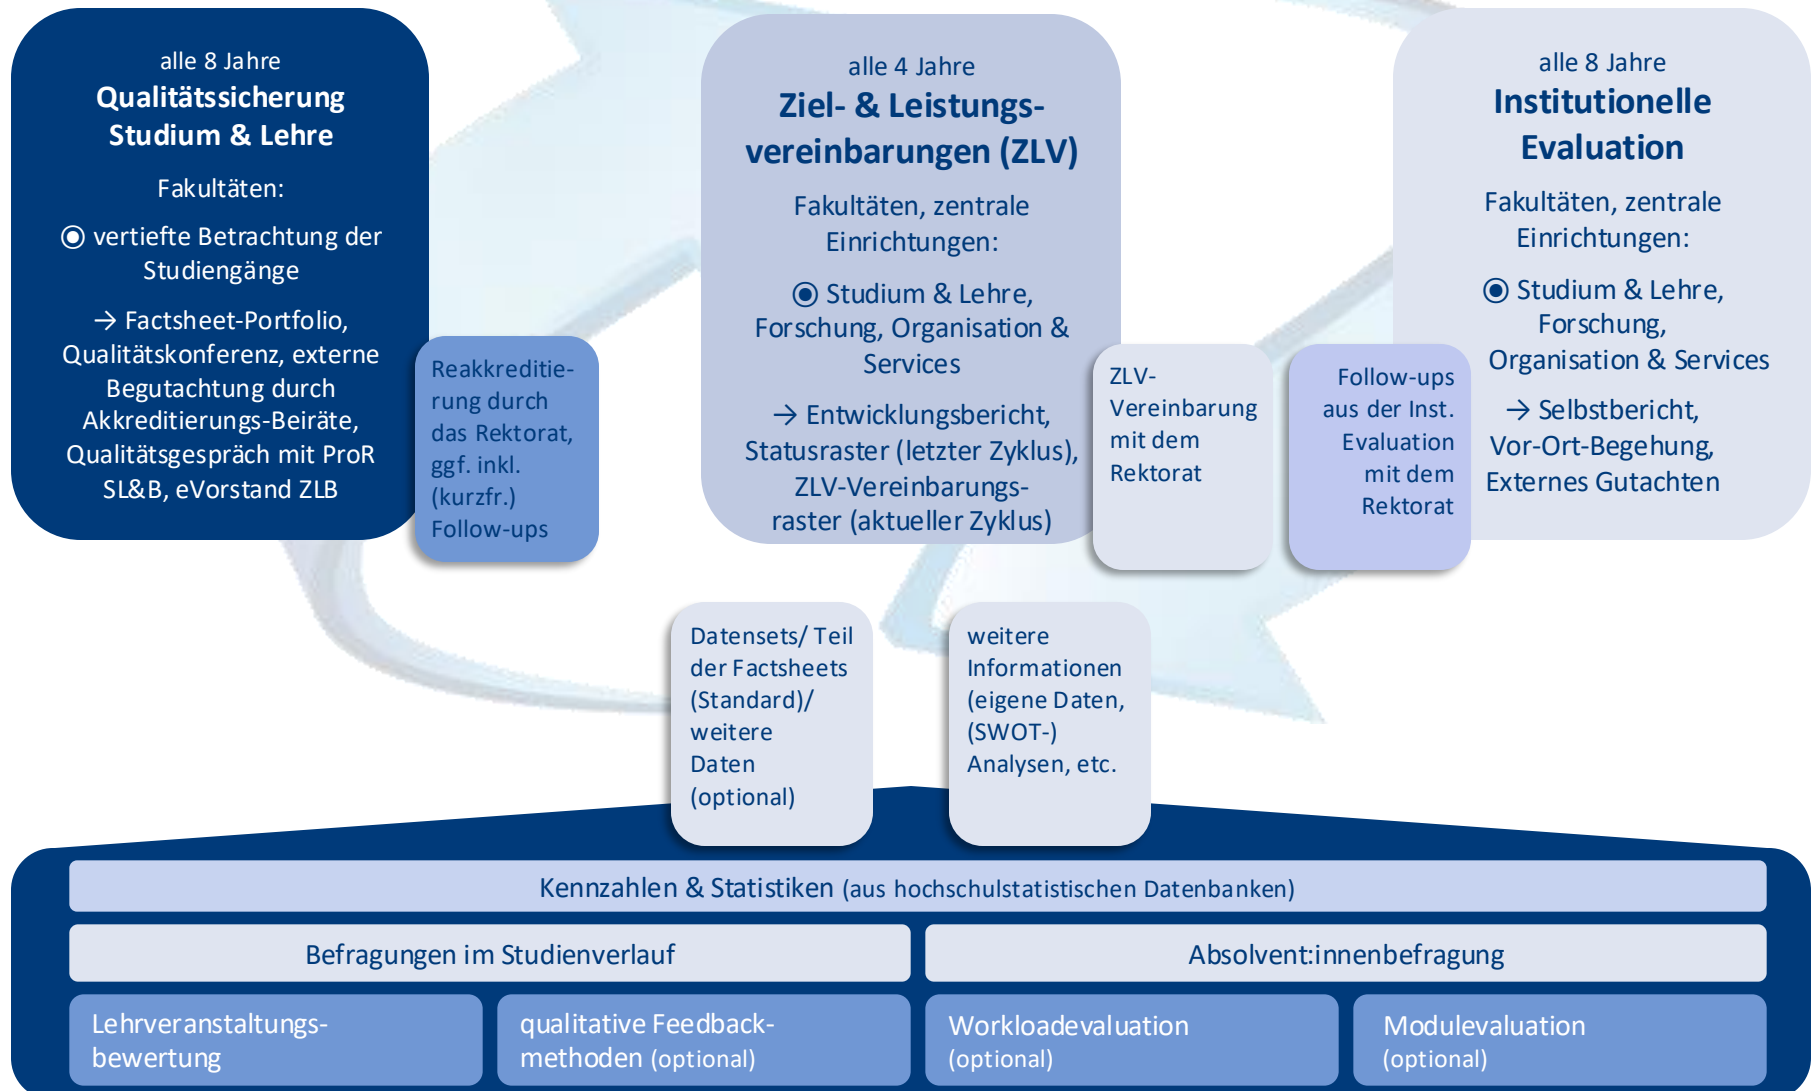 alle 8 Jahre
Qualitätssicherung
Studium & Lehre
Fakultäten:
◉ vertiefte Betrachtung der
Studiengänge
→ Factsheet-Portfolio,
Qualitätskonferenz, externe
Begutachtung durch
Akkreditierungs-Beiräte,
Qualitätsgespräch mit ProR
SL&B, eVorstand ZLB
Reakkreditie-
rung durch
das Rektorat,
ggf. inkl.
(kurzfr.)
Follow-ups
alle 4 Jahre
Ziel- & Leistungs-
vereinbarungen (ZLV)
Fakultäten, zentrale
Einrichtungen:
◉ Studium & Lehre,
Forschung, Organisation &
Services
→ Entwicklungsbericht,
Statusraster (letzter Zyklus),
ZLV-Vereinbarungs-
raster (aktueller Zyklus)
ZLV-
Vereinbarung
mit dem
Rektorat
Follow-ups
aus der Inst.
Evaluation
mit dem
Rektorat
alle 8 Jahre
Institutionelle
Evaluation
Fakultäten, zentrale
Einrichtungen:
◉ Studium & Lehre,
Forschung,
Organisation & Services
→ Selbstbericht,
Vor-Ort-Begehung,
Externes Gutachten
Datensets/ Teil
der Factsheets
(Standard)/
weitere
Daten
(optional)
weitere
Informationen
(eigene Daten,
(SWOT-)
Analysen, etc.
Kennzahlen & Statistiken (aus hochschulstatistischen Datenbanken)
Befragungen im Studienverlauf
Absolvent:innenbefragung
Lehrveranstaltungs-
bewertung
qualitative Feedback-
methoden (optional)
Workloadevaluation
(optional)
Modulevaluation
(optional)